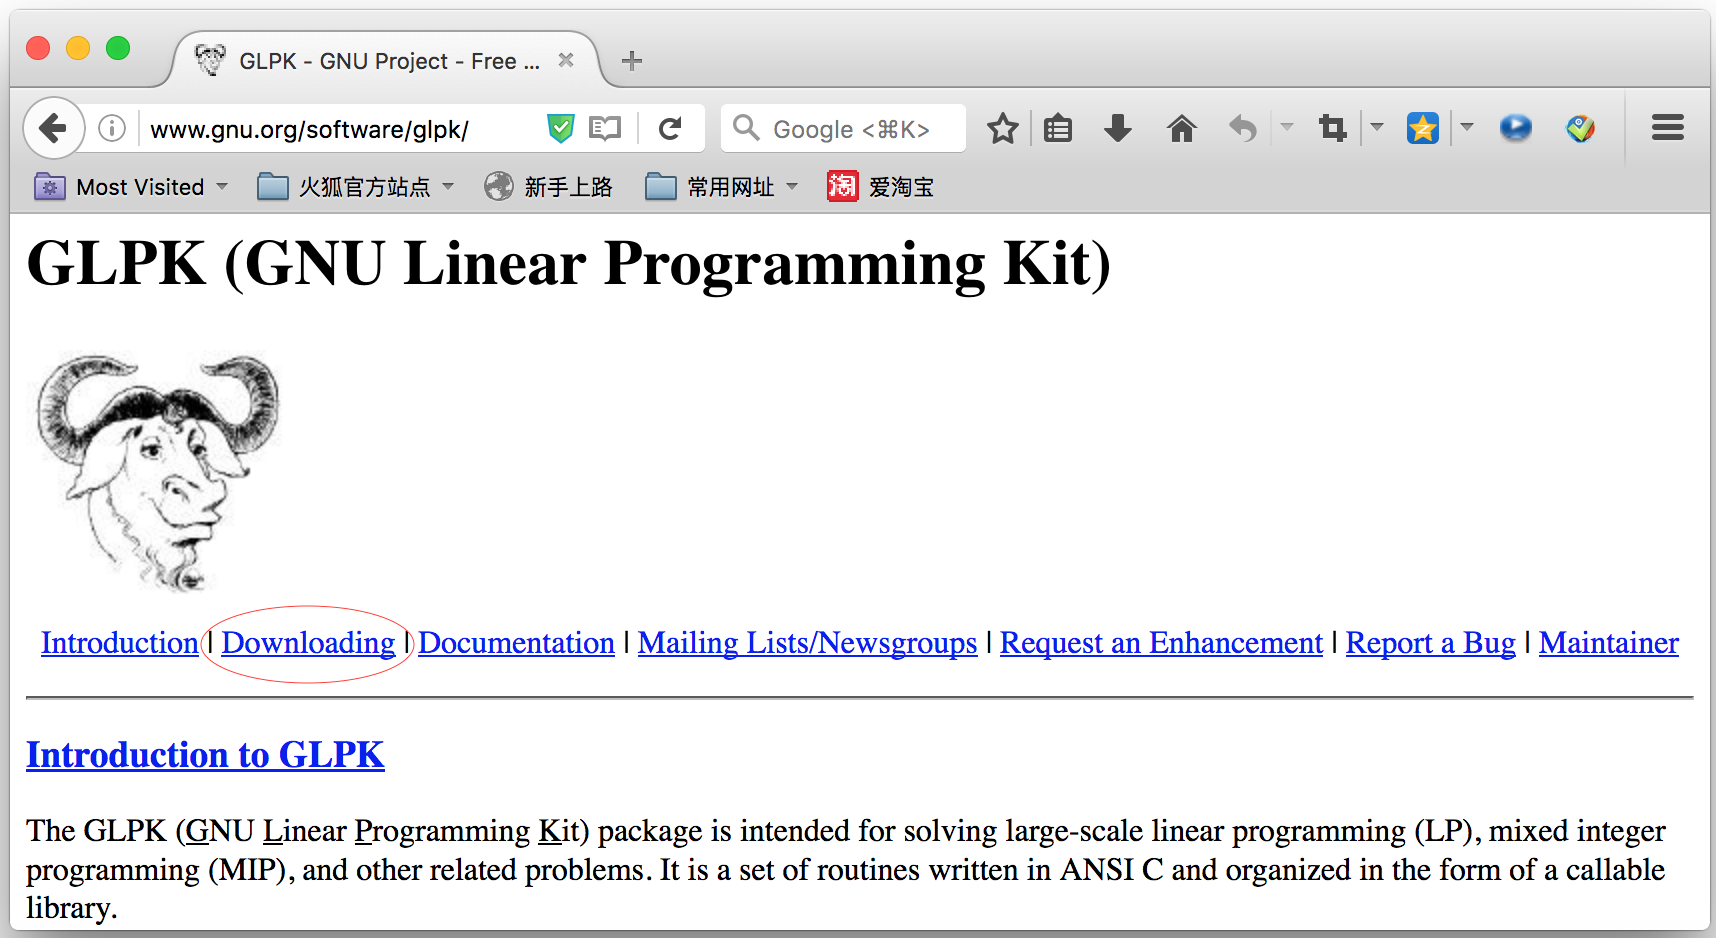 GLPK - GNU Project - Free ...
www.gnu.org/software/glpk/
Google <⌘K>
Most Visited 火狐官方站点 新手上路 常用网址 淘 爱淘宝
GLPK (GNU Linear Programming Kit)
Introduction | Downloading | Documentation | Mailing Lists/Newsgroups | Request an Enhancement | Report a Bug | Maintainer
Introduction to GLPK
The GLPK (GNU Linear Programming Kit) package is intended for solving large-scale linear programming (LP), mixed integer
programming (MIP), and other related problems. It is a set of routines written in ANSI C and organized in the form of a callable
library.